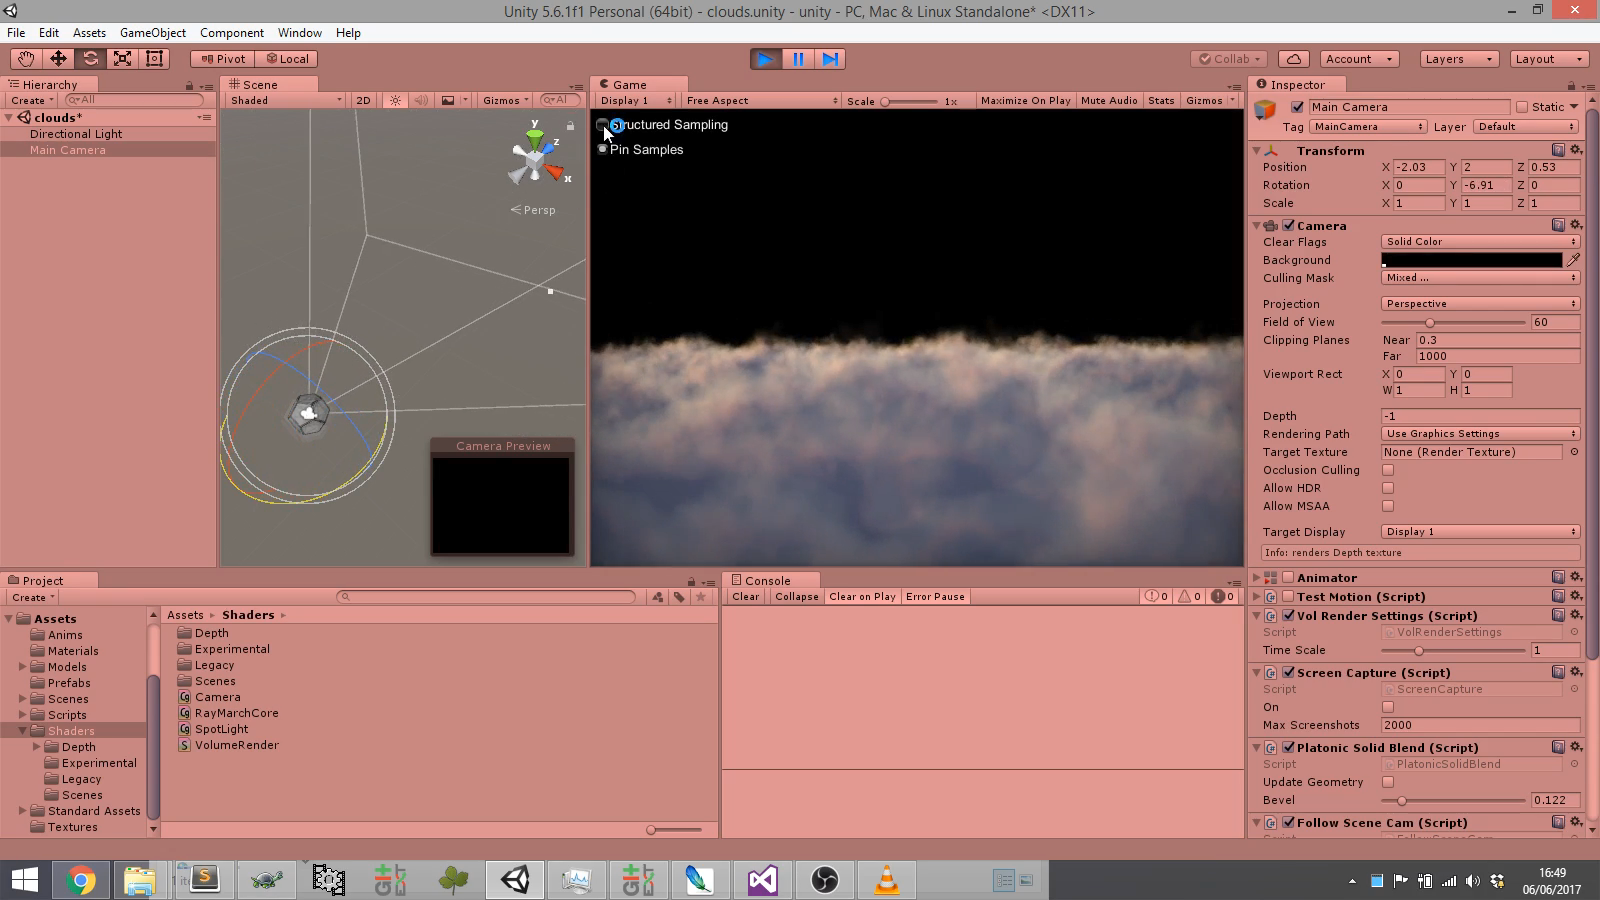 Unity 5.6.1f1 Personal (64bit) - clouds.unity - unity - PC, Mac & Linux Standalone* <DX11>
File Edit Assets GameObject Component Window Help
Pivot Local
Collab Account Layers Layout
Hierarchy
Create All
clouds*
Directional Light
Main Camera
Scene
Shaded 2D Gizmos Al
y
z
x
Persp
Camera Preview
Game
Display 1 Free Aspect Scale 1x Maximize On Play Mute Audio Stats Gizmos
Structured Sampling
Pin Samples
Inspector
Main Camera Static
Tag MainCamera Layer Default
Transform
Position X -2.03 Y 2 Z 0.53
Rotation X 0 Y -6.91 Z 0
Scale X 1 Y 1 Z 1
Camera
Clear Flags Solid Color
Background
Culling Mask Mixed ...
Projection Perspective
Field of View 60
Clipping Planes Near 0.3
Far 1000
Viewport Rect X 0 Y 0
W 1 H 1
Depth -1
Rendering Path Use Graphics Settings
Target Texture None (Render Texture)
Occlusion Culling
Allow HDR
Allow MSAA
Target Display Display 1
Info: renders Depth texture
Animator
Test Motion (Script)
Vol Render Settings (Script)
Script VolRenderSettings
Time Scale 1
Screen Capture (Script)
Script ScreenCapture
On
Max Screenshots 2000
Platonic Solid Blend (Script)
Script PlatonicSolidBlend
Update Geometry
Bevel 0.122
Follow Scene Cam (Script)
Project
Create
Assets
Anims
Materials
Models
Prefabs
Scenes
Scripts
Shaders
Depth
Experimental
Legacy
Scenes
Standard Assets
Textures
Assets Shaders
Depth
Experimental
Legacy
Scenes
Camera
RayMarchCore
SpotLight
VolumeRender
Console
Clear Collapse Clear on Play Error Pause 0 0 0
16:49
06/06/2017